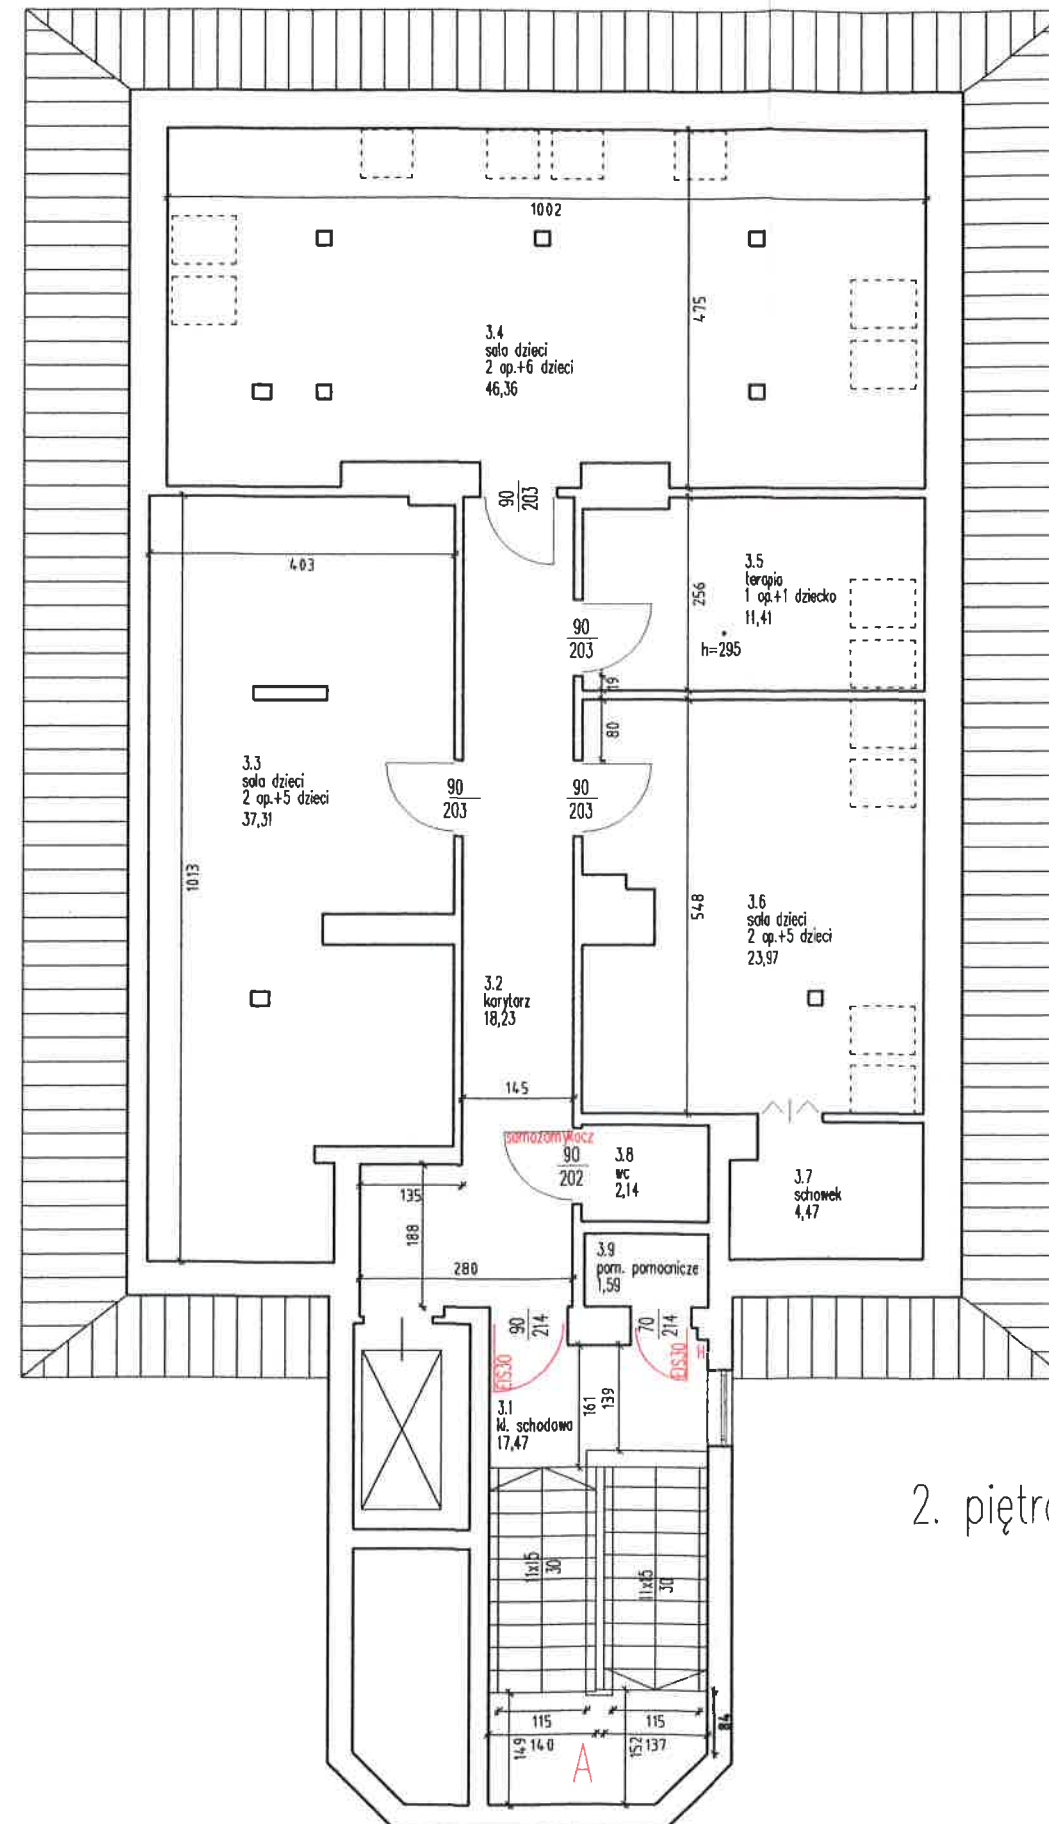 1002
475
3.4
sala dzieci
2 op.+6 dzieci
46,36
90
203
403
3.5
terapia
1 op.+1 dziecko
11,41
h=295
256
90
203
19
80
3.3
sala dzieci
2 op.+5 dzieci
37,31
90
203
90
203
1013
548
3.6
sala dzieci
2 op.+5 dzieci
23,97
3.2
korytarz
18,23
145
samozamykacz
90
202
3.8
wc
2,14
3.7
schowek
4,47
135
188
280
3.9
pom. pomocnicze
1,59
90
214
70
214
EIS30
EIS30
H
3.1
kl. schodowa
17,47
161
139
2. piętro
11x15
30
11x15
30
115
115
84
149
140
152
137
A